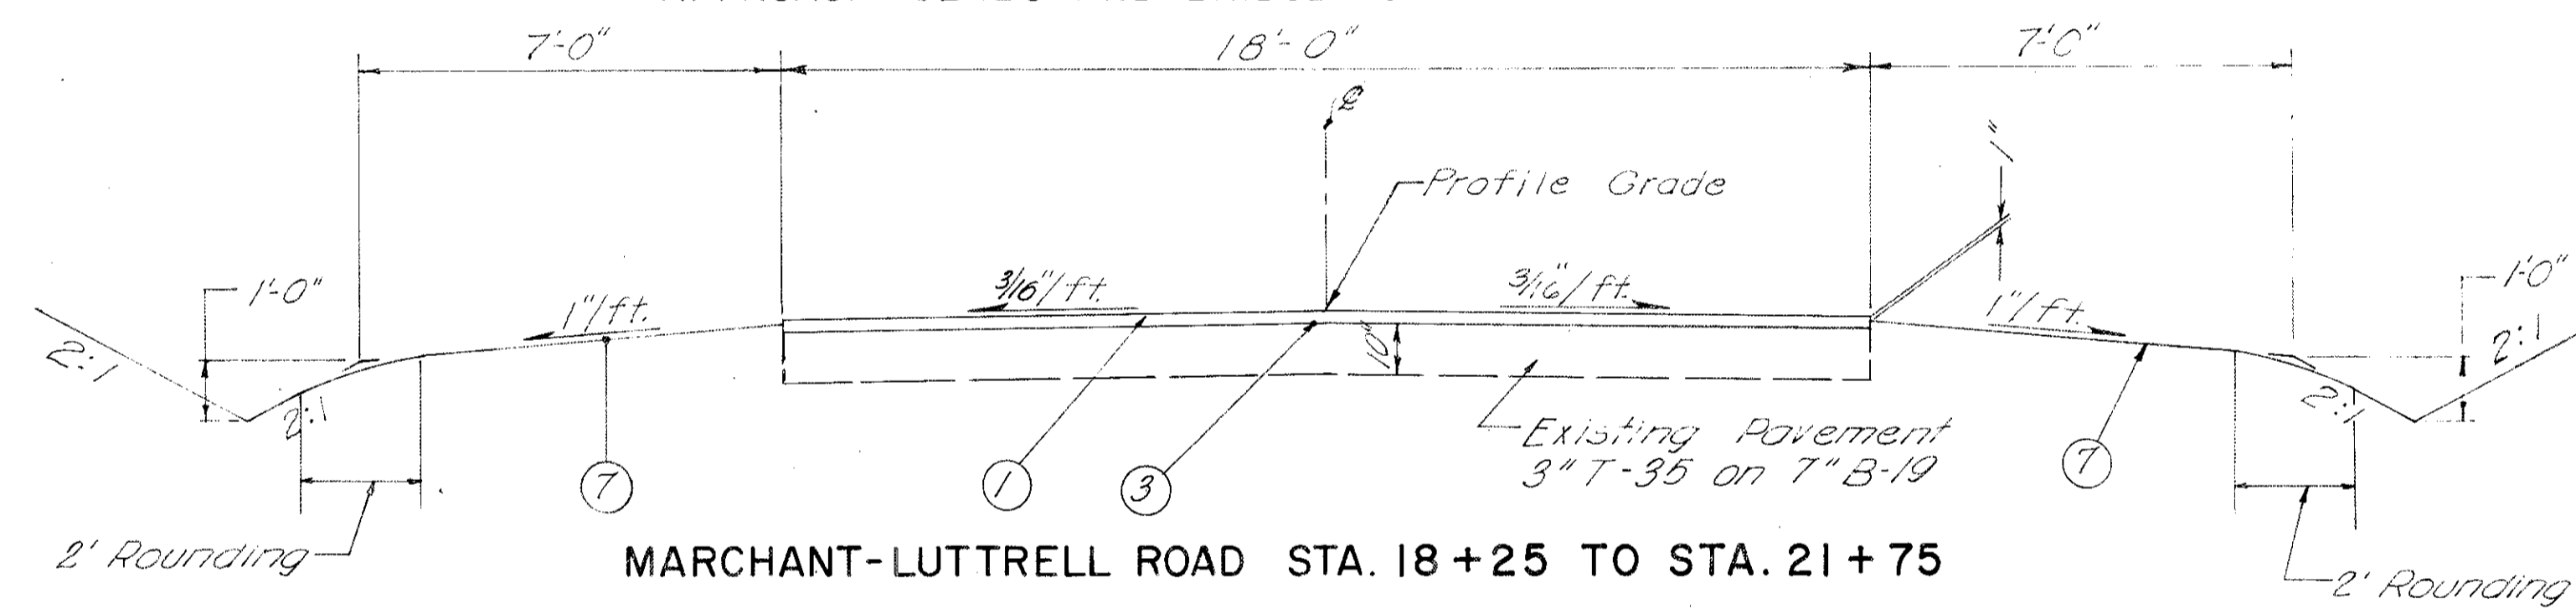 7'-0"
18'-0"
7'-0"
℄
1"
Profile Grade
1'-0"
3/16"/ft.
3/16"/ft.
1'-0"
1"/ft.
1"/ft.
2:1
2:1
10"
2:1
2:1
Existing Pavement
3" T-35 on 7" B-19
7
1
3
7
2' Rounding
MARCHANT-LUTTRELL ROAD STA. 18+25 TO STA. 21+75
2' Rounding